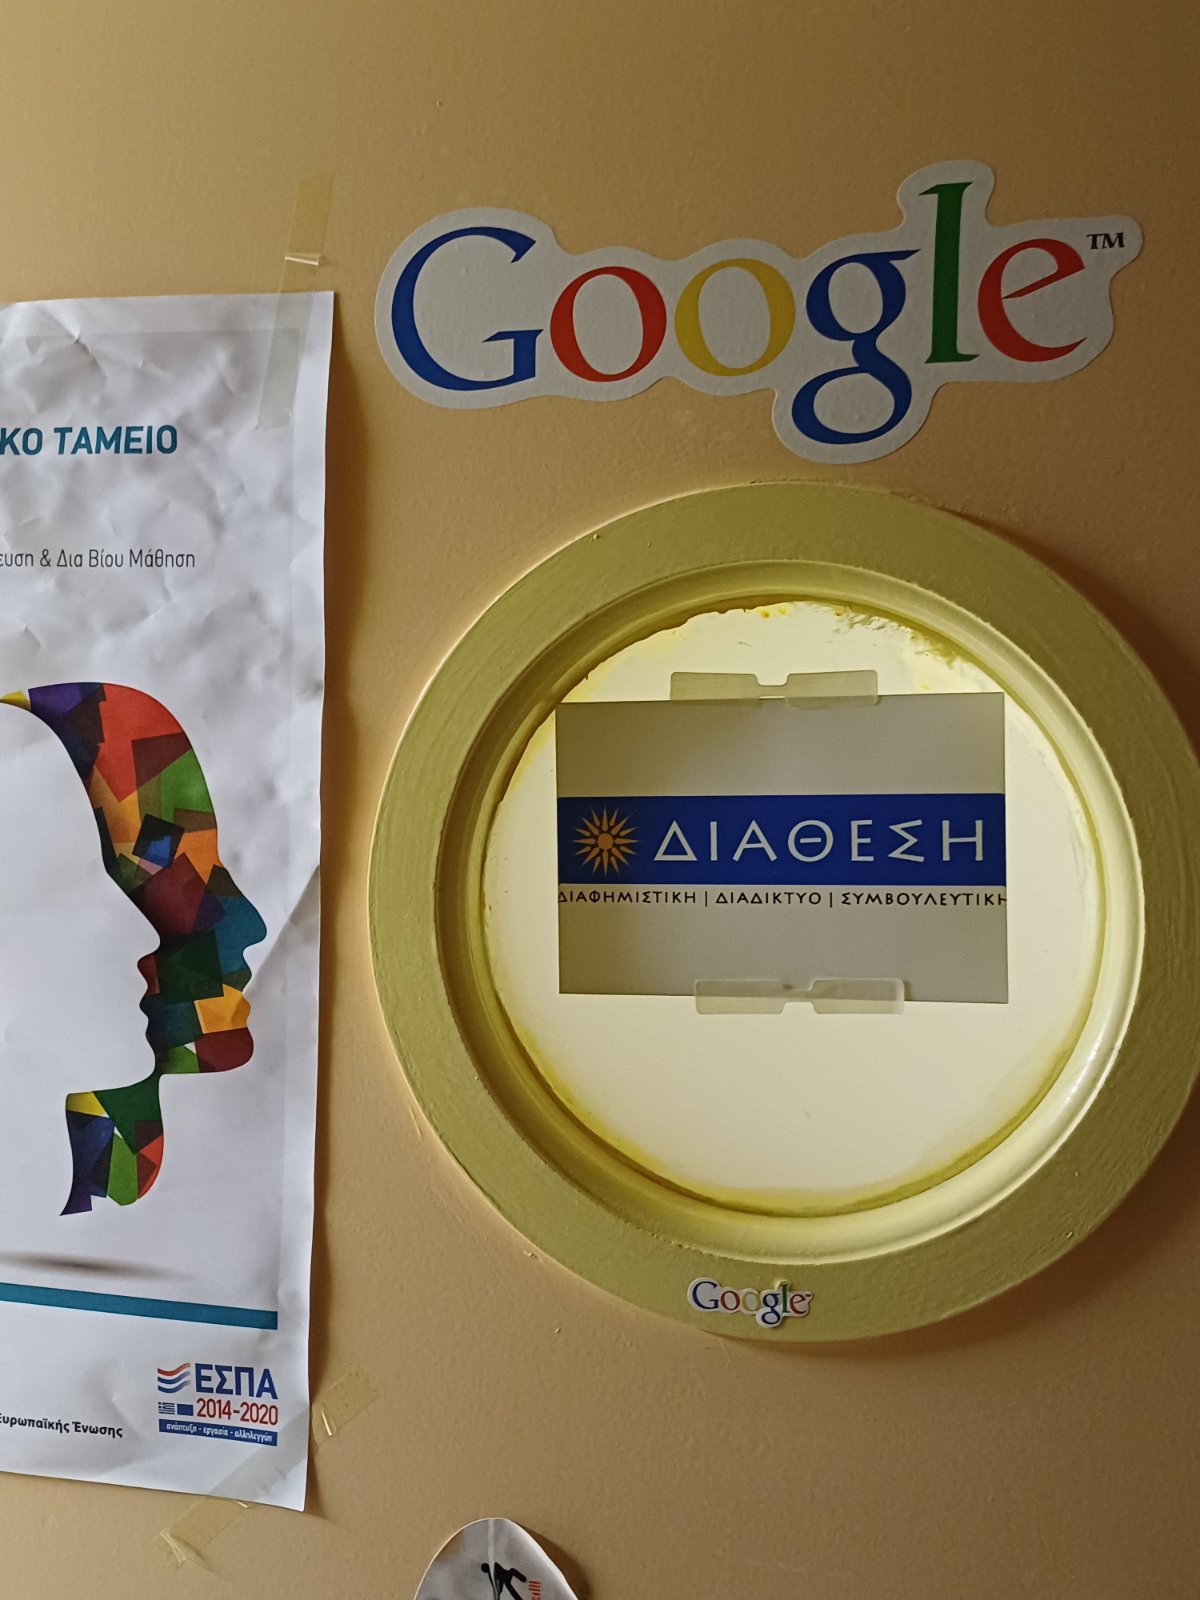 Google™
ΚΟ ΤΑΜΕΙΟ
ευση & Δια Βίου Μάθηση
ΔΙΑΘΕΣΗ
ΔΙΑΦΗΜΙΣΤΙΚΗ | ΔΙΑΔΙΚΤΥΟ | ΣΥΜΒΟΥΛΕΥΤΙΚΗ
Google™
ΕΣΠΑ
2014-2020
ανάπτυξη - εργασία - αλληλεγγύη
Ευρωπαϊκής Ένωσης